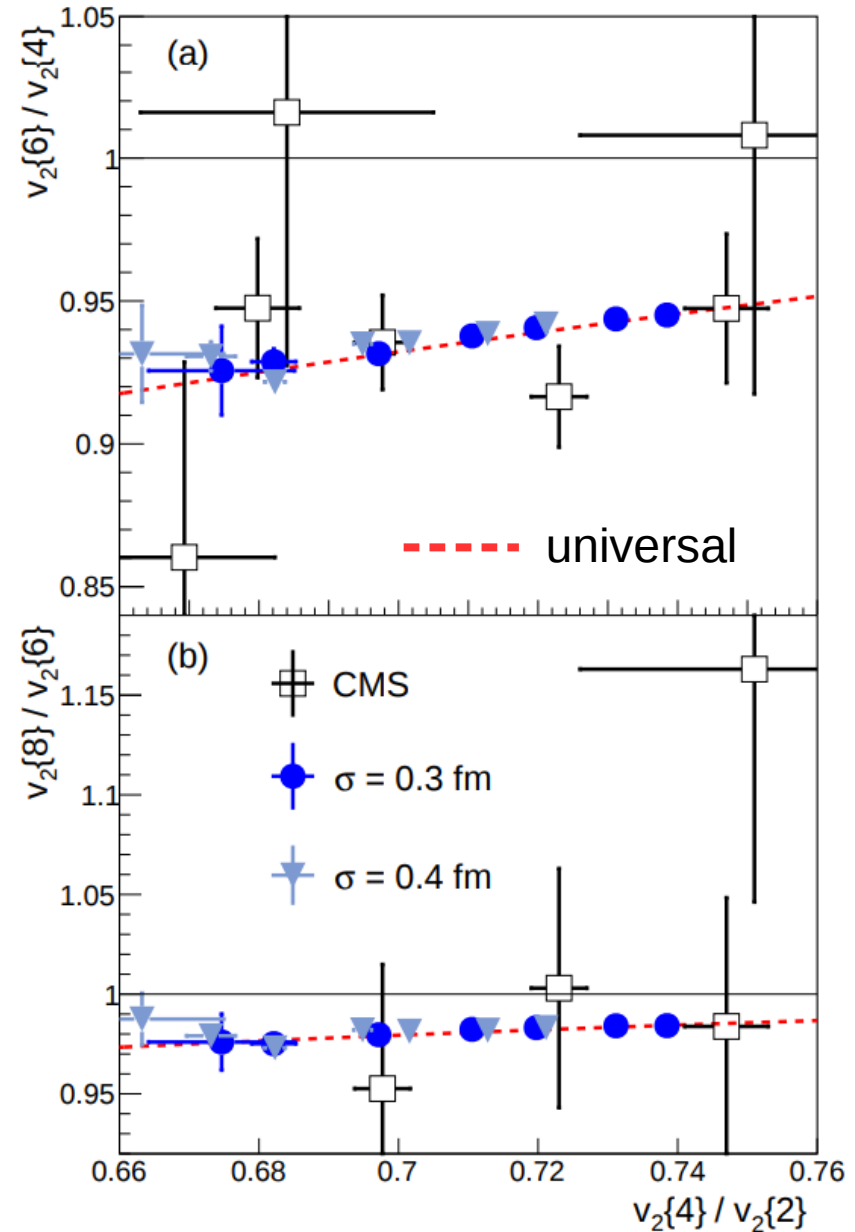 1.05
(a)
v₂{6} / v₂{4}
1
0.95
0.9
universal
0.85
(b)
v₂{8} / v₂{6}
1.15
CMS
1.1
σ = 0.3 fm
1.05
σ = 0.4 fm
1
0.95
0.66 0.68 0.7 0.72 0.74 0.76
v₂{4} / v₂{2}